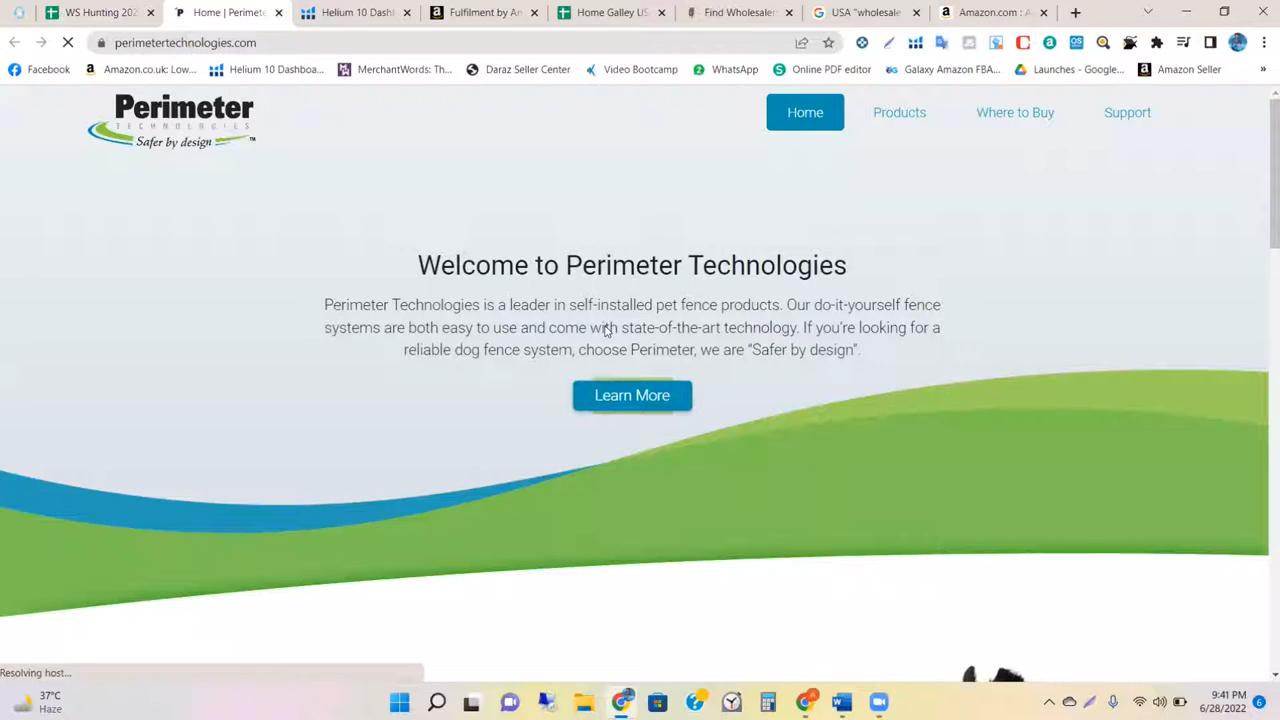 WS Hunting 202
Home | Perimete
Helium 10 Dash
Fulfilment by An
Home Galley US
Find Wholesaler
USA "wholesale
Amazon.com : A
perimetertechnologies.com
Facebook
Amazon.co.uk: Low...
Helium 10 Dashboa...
MerchantWords: Th...
Daraz Seller Center
Video Bootcamp
WhatsApp
Online PDF editor
Galaxy Amazon FBA...
Launches - Google...
Amazon Seller
Perimeter
TECHNOLOGIES
Safer by design ™
Home
Products
Where to Buy
Support
Welcome to Perimeter Technologies
Perimeter Technologies is a leader in self-installed pet fence products. Our do-it-yourself fence
systems are both easy to use and come with state-of-the-art technology. If you're looking for a
reliable dog fence system, choose Perimeter, we are “Safer by design”.
Learn More
Resolving host...
37°C
Haze
9:41 PM
6/28/2022
6